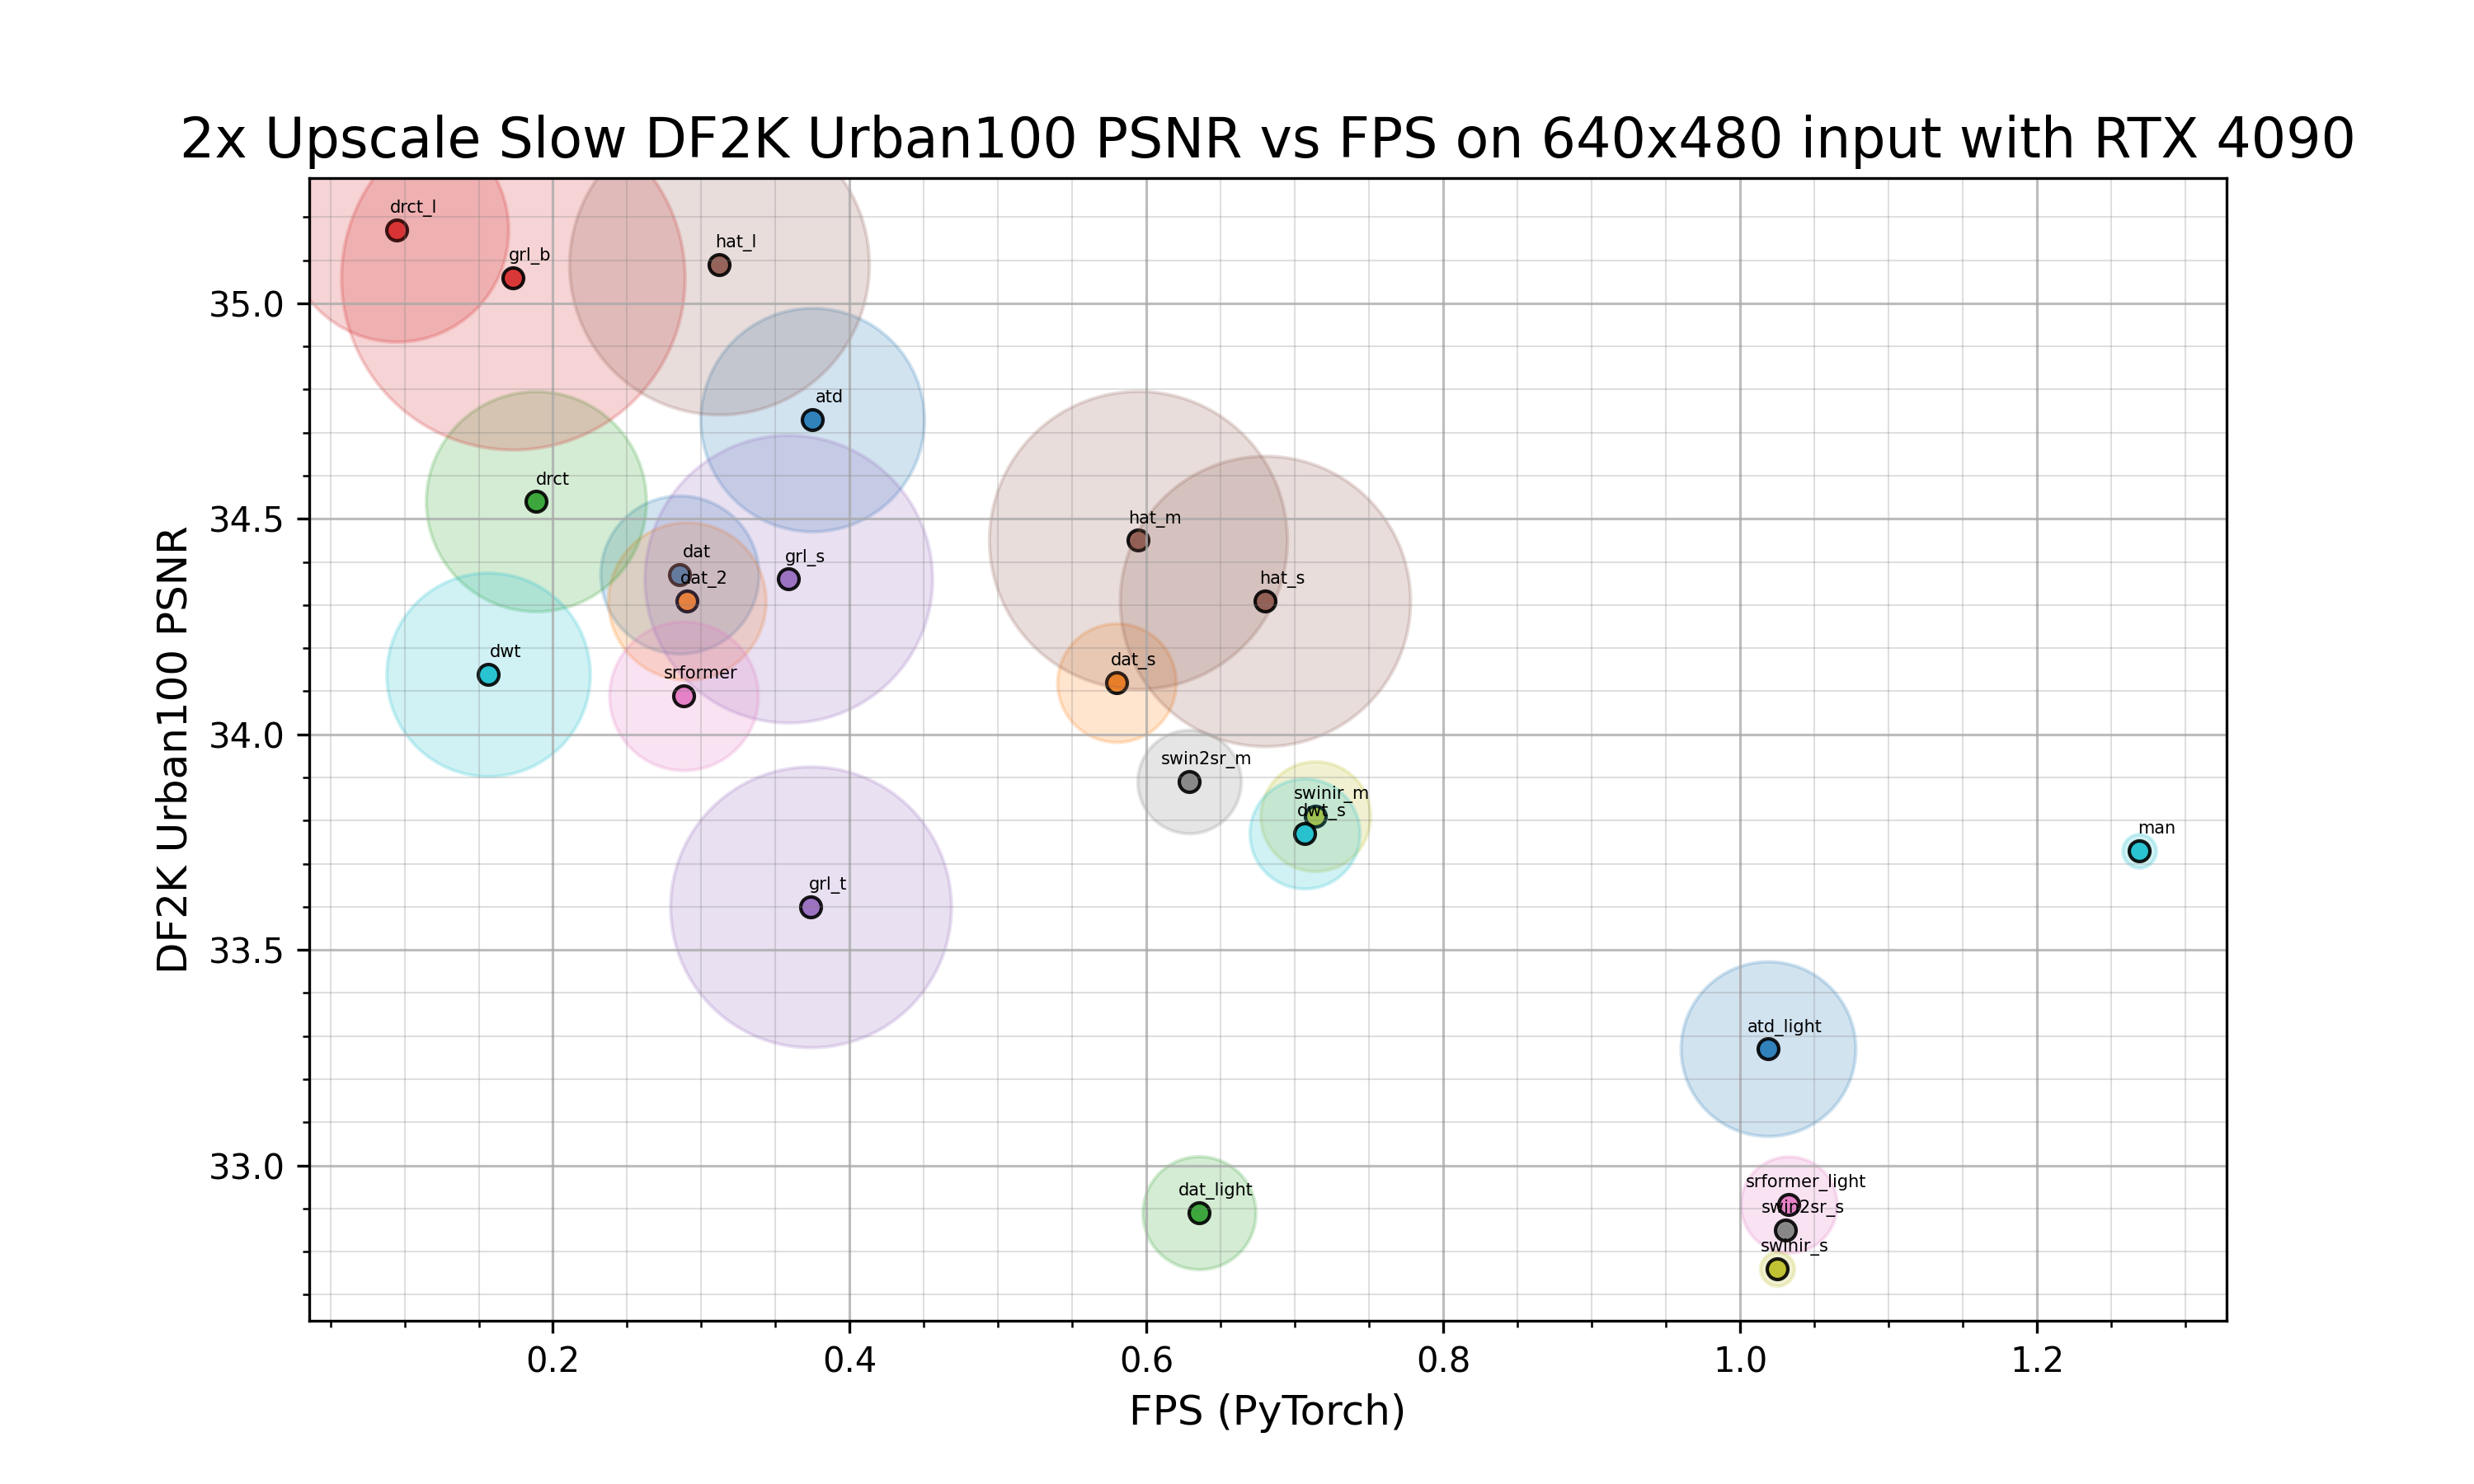 2x Upscale Slow DF2K Urban100 PSNR vs FPS on 640x480 input with RTX 4090
DF2K Urban100 PSNR
35.0
34.5
34.0
33.5
33.0
drct_l
hat_l
grl_b
atd
drct
hat_m
dat
grl_s
dat_2
hat_s
dwt
dat_s
srformer
swin2sr_m
swinir_m
dwt_s
man
grl_t
atd_light
srformer_light
dat_light
swin2sr_s
swinir_s
0.2 0.4 0.6 0.8 1.0 1.2
FPS (PyTorch)